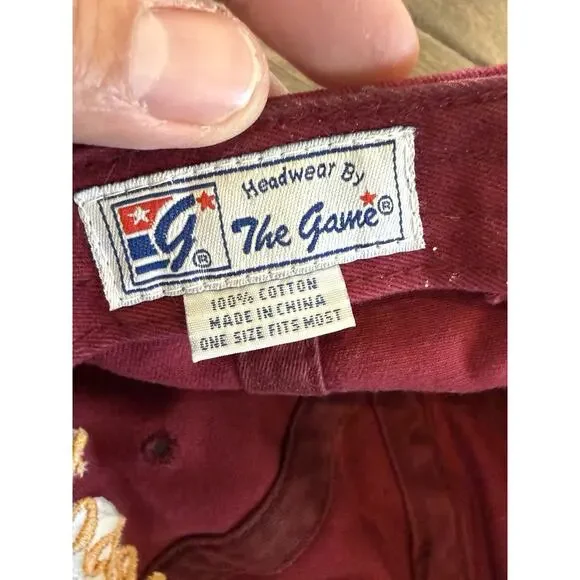 Headwear By
G®
The Game®
100% COTTON
MADE IN CHINA
ONE SIZE FITS MOST